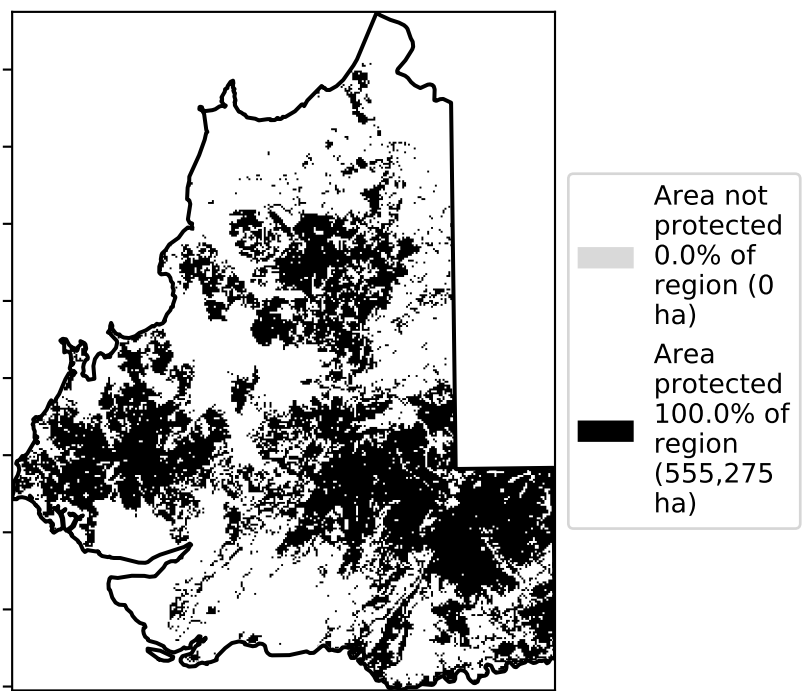 Area not
protected
0.0% of
region (0
ha)
Area
protected
100.0% of
region
(555,275
ha)